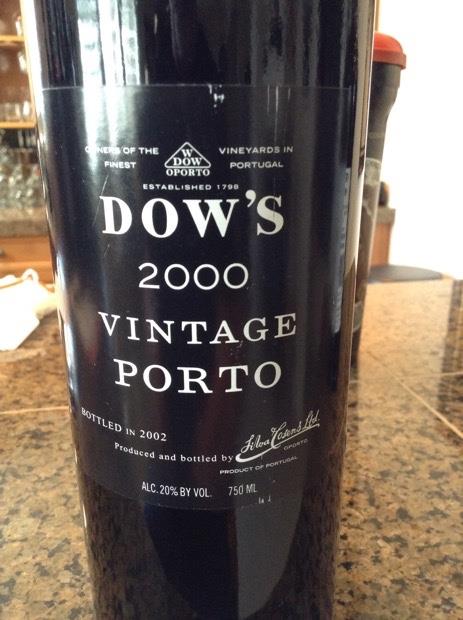 OWNERS OF THE FINEST
W
DOW
OPORTO
VINEYARDS IN PORTUGAL
ESTABLISHED 1798
DOW'S
2000
VINTAGE
PORTO
BOTTLED IN 2002
Produced and bottled by Silva & Cosens Ltd.
OPORTO
PRODUCT OF PORTUGAL
ALC. 20% BY VOL. 750 ML